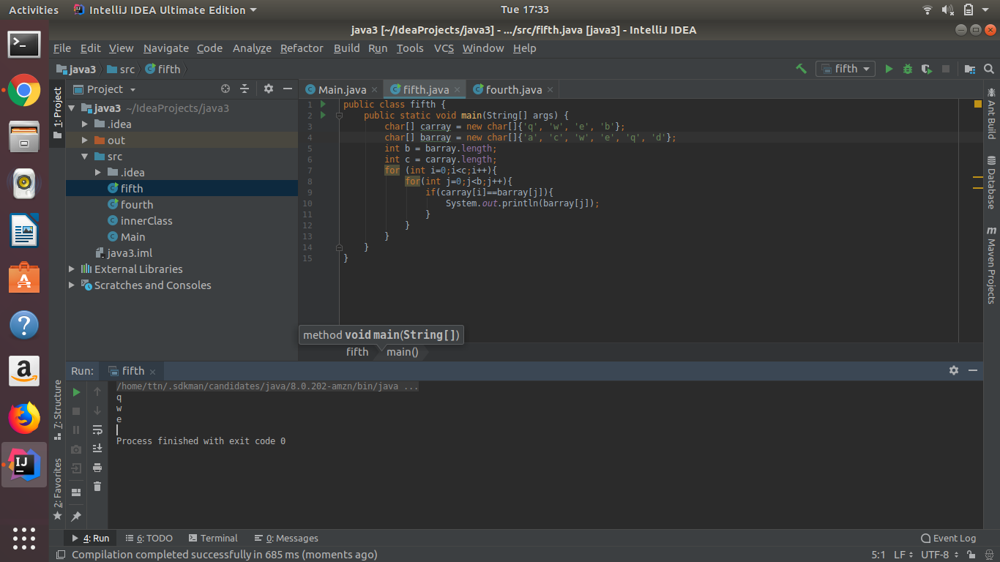 Activities IntelliJ IDEA Ultimate Edition Tue 17:33
java3 [~/IdeaProjects/java3] - .../src/fifth.java [java3] - IntelliJ IDEA
File Edit View Navigate Code Analyze Refactor Build Run Tools VCS Window Help
java3 src fifth fifth
1: Project
Project
java3 ~/IdeaProjects/java3
.idea
out
src
.idea
fifth
fourth
innerClass
Main
java3.iml
External Libraries
Scratches and Consoles
Main.java fifth.java fourth.java
1 public class fifth {
2 public static void main(String[] args) {
3 char[] carray = new char[]{'q', 'w', 'e', 'b'};
4 char[] barray = new char[]{'a', 'c', 'w', 'e', 'q', 'd'};
5 int b = barray.length;
6 int c = carray.length;
7 for (int i=0;i<c;i++){
8 for(int j=0;j<b;j++){
9 if(carray[i]==barray[j]){
10 System.out.println(barray[j]);
11 }
12 }
13 }
14 }
15 }
method void main(String[])
fifth main()
Ant Build
Database
m Maven Projects
Run: fifth
/home/ttn/.sdkman/candidates/java/8.0.202-amzn/bin/java ...
q
w
e
Process finished with exit code 0
7: Structure
2: Favorites
IJ
a
?
4: Run 6: TODO Terminal 0: Messages Event Log
Compilation completed successfully in 685 ms (moments ago) 5:1 LF UTF-8